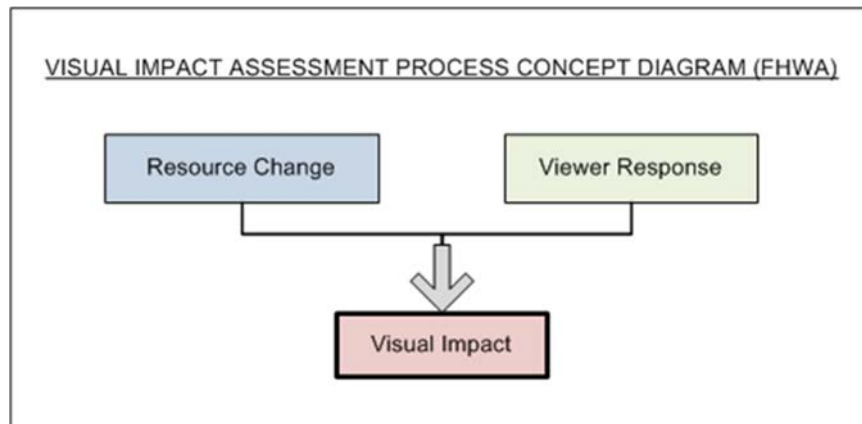 VISUAL IMPACT ASSESSMENT PROCESS CONCEPT DIAGRAM (FHWA)
Resource Change
Viewer Response
Visual Impact